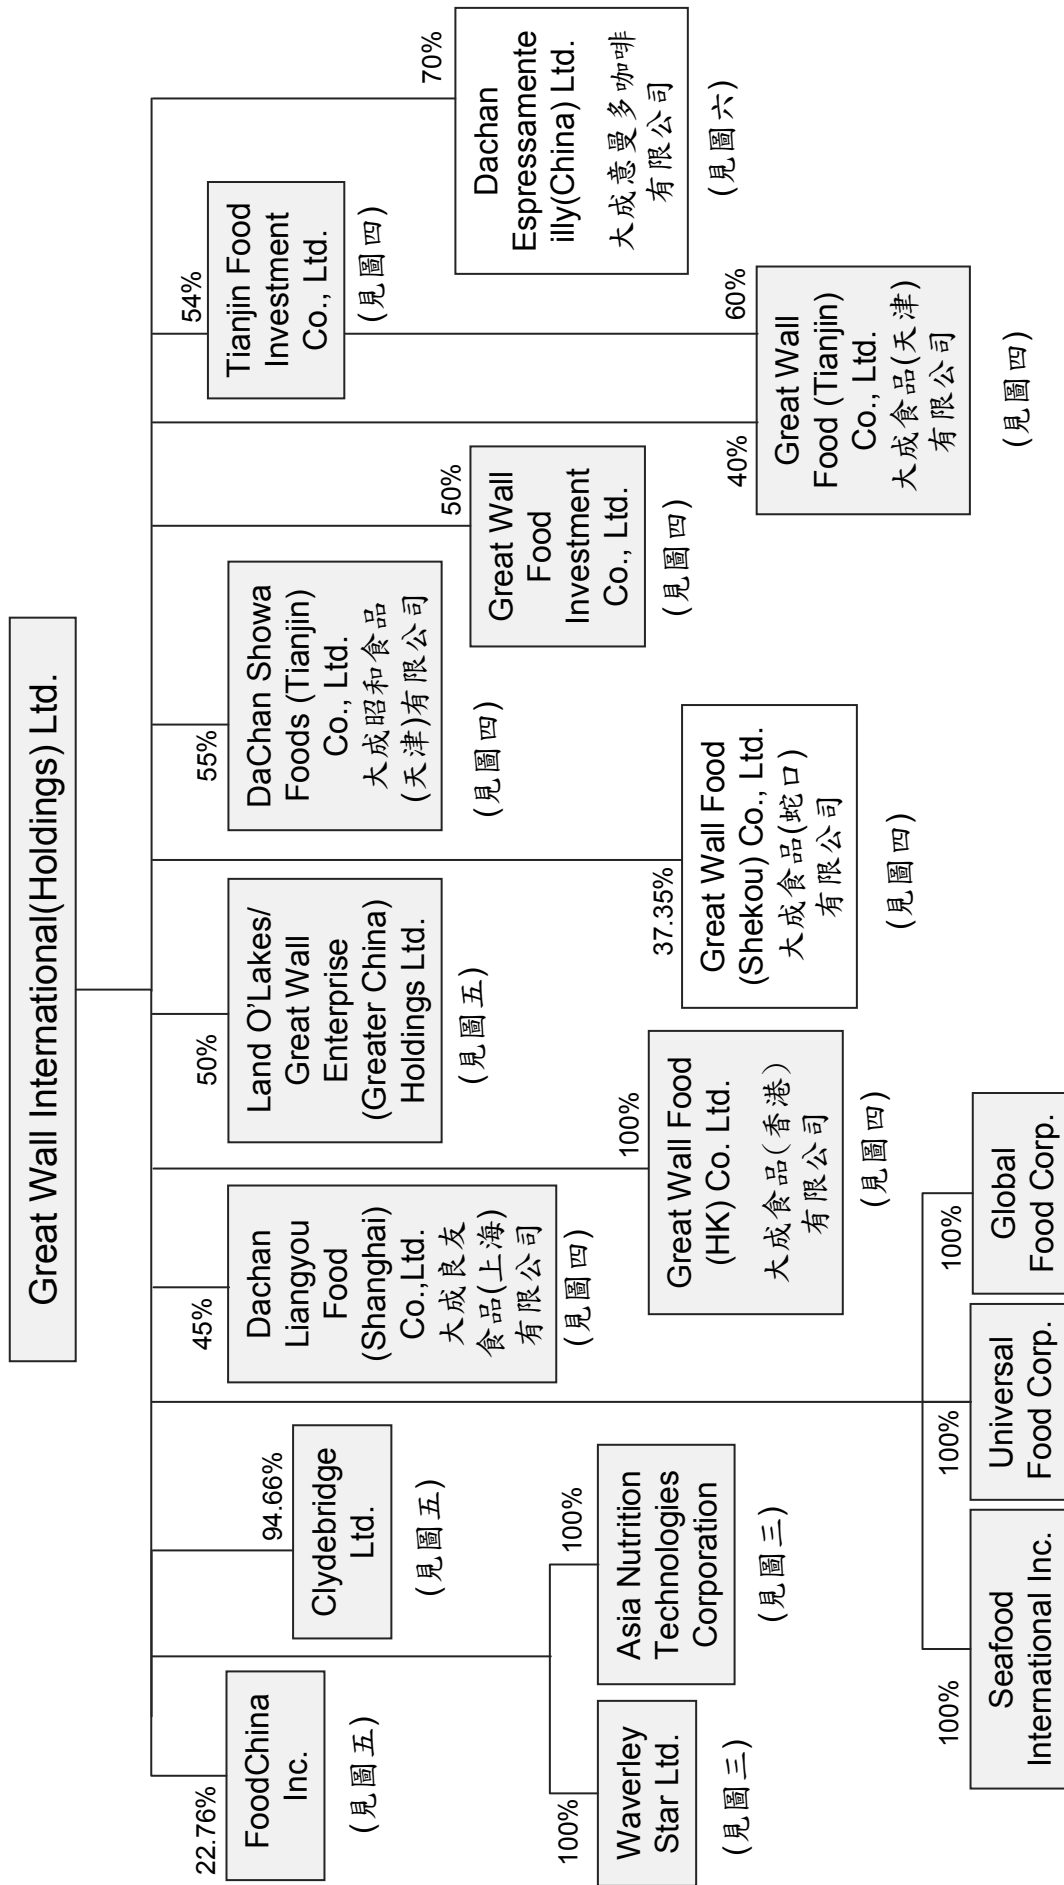 Great Wall International(Holdings) Ltd.
22.76%
FoodChina
Inc.
(見圖五)
94.66%
Clydebridge
Ltd.
(見圖五)
45%
Dachan
Liangyou
Food
(Shanghai)
Co.,Ltd.
大成良友
食品(上海)
有限公司
(見圖四)
50%
Land O'Lakes/
Great Wall
Enterprise
(Greater China)
Holdings Ltd.
(見圖五)
55%
DaChan Showa
Foods (Tianjin)
Co., Ltd.
大成昭和食品
(天津)有限公司
(見圖四)
54%
Tianjin Food
Investment
Co., Ltd.
(見圖四)
70%
Dachan
Espressamente
illy(China) Ltd.
大成意曼多咖啡
有限公司
(見圖六)
50%
Great Wall
Food
Investment
Co., Ltd.
(見圖四)
100%
Waverley
Star Ltd.
(見圖三)
100%
Asia Nutrition
Technologies
Corporation
(見圖三)
100%
Great Wall Food
(HK) Co. Ltd.
大成食品(香港)
有限公司
(見圖四)
37.35%
Great Wall Food
(Shekou) Co., Ltd.
大成食品(蛇口)
有限公司
(見圖四)
40%
60%
Great Wall
Food (Tianjin)
Co., Ltd.
大成食品(天津)
有限公司
(見圖四)
100%
Seafood
International Inc.
100%
Universal
Food Corp.
100%
Global
Food Corp.